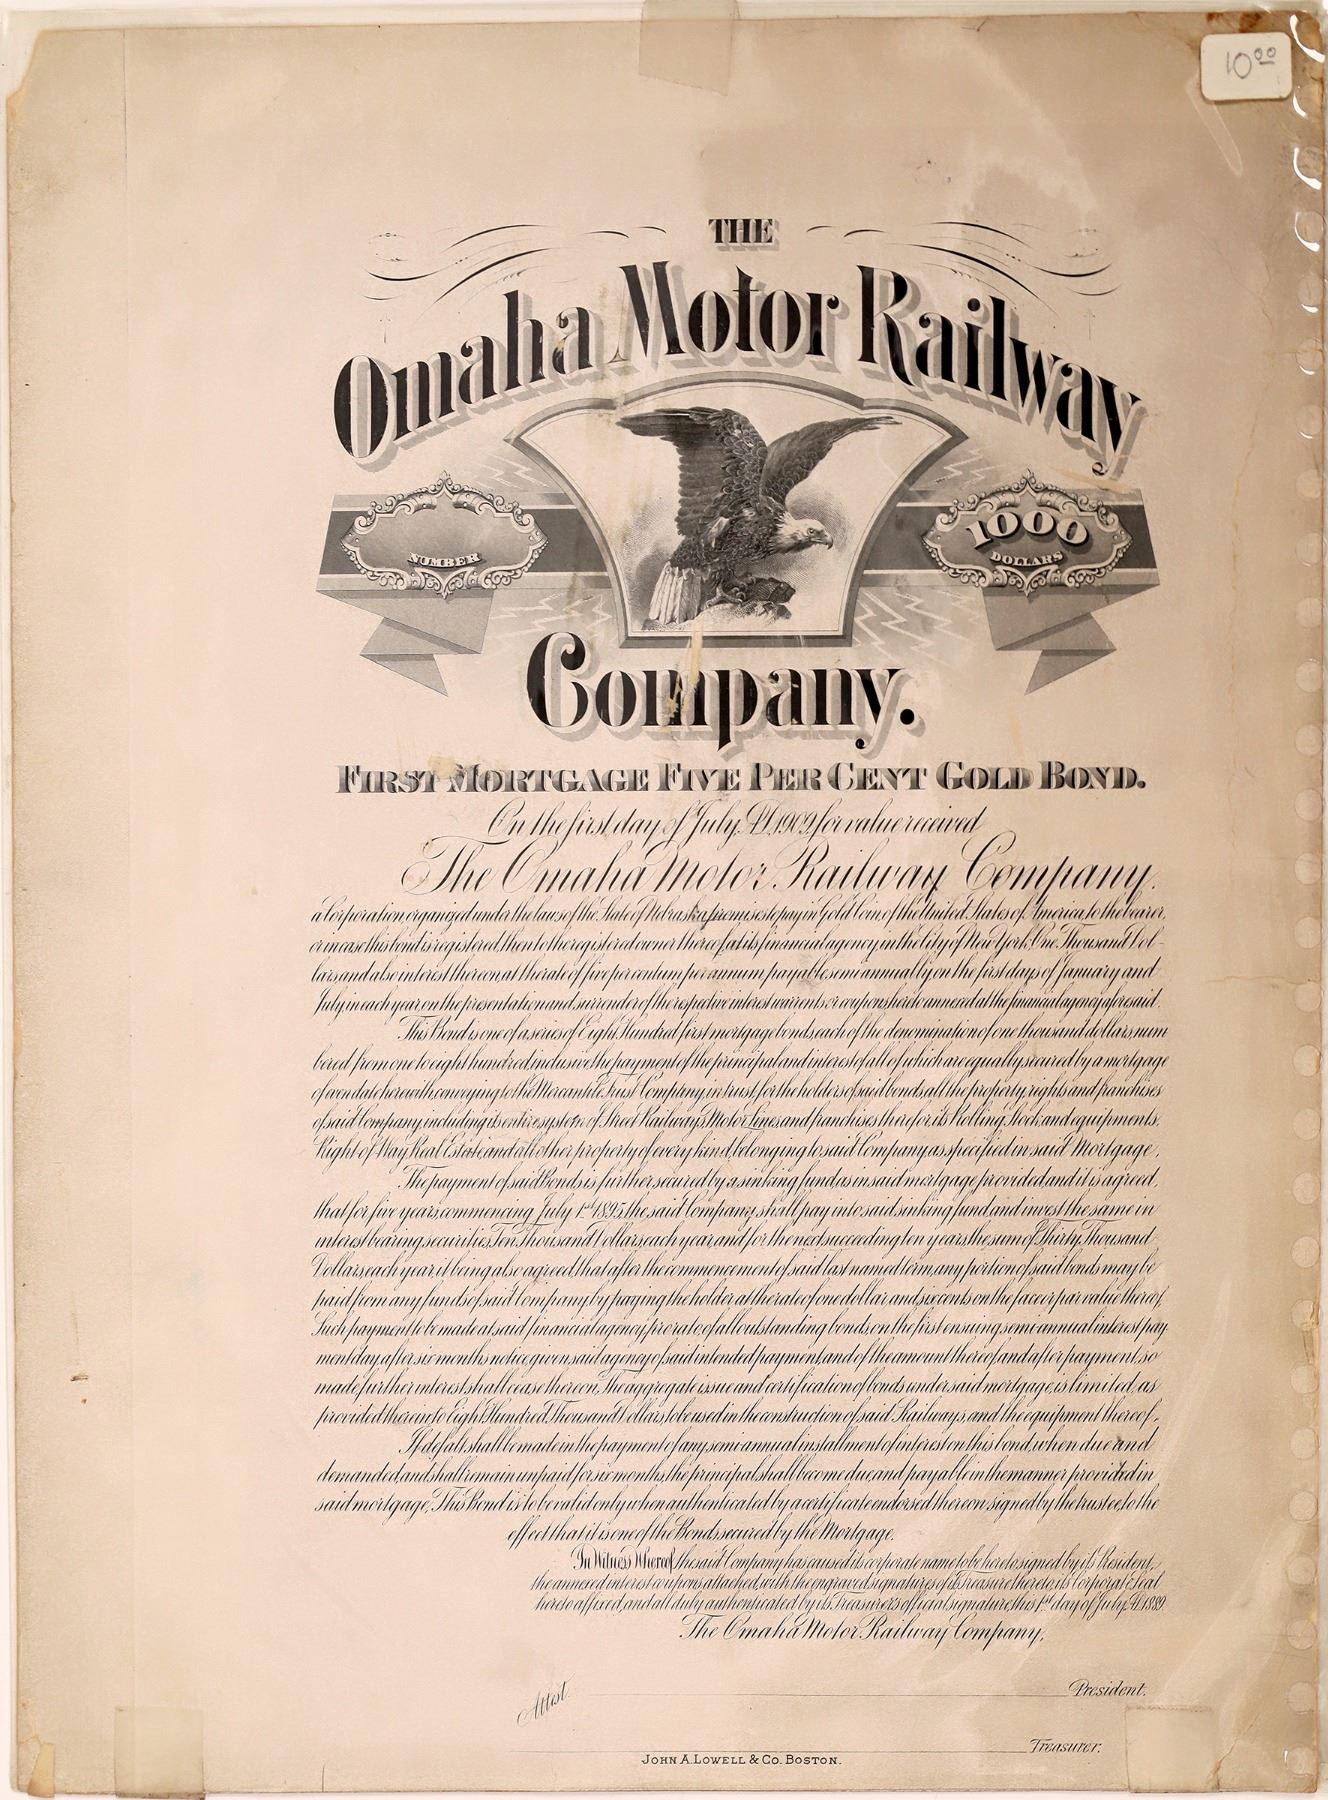 10 00
THE
Omaha Motor Railway
NUMBER
1000
DOLLARS
Company.
FIRST MORTGAGE FIVE PER CENT GOLD BOND.
On the first day of July, A.D. 1909, for value received
The Omaha Motor Railway Company,
a Corporation, organized under the laws of the State of Nebraska, promises to pay in Gold Coin, of the United States of America, to the bearer,
or in case this bond is registered, then to the registered owner thereof, at its financial agency, in the City of New York, One Thousand Dol-
lars, and also interest thereon, at the rate of five per centum per annum, payable semi annually, on the first days of January and
July, in each year, on the presentation and surrender of the respective interest warrants or coupons hereto annexed at the financial agency aforesaid.
This Bond is one of a series of Eight Hundred first mortgage bonds, each of the denomination of one thousand dollars, num
bered from one to eight hundred, inclusive, the payment of the principal and interest of all of which are equally secured by a mortgage
of even date herewith, conveying to the Mercantile Trust Company, in trust, for the holders of said bonds, all the property, rights and franchises
of said Company, including its entire system of Street Railways, Motor Lines and franchises therefor, its Rolling Stock and equipments,
Right of Way, Real Estate and all other property of every kind, belonging to said Company, as specified in said Mortgage.
The payment of said Bonds is further secured by a sinking fund, as in said mortgage provided, and it is agreed,
that for five years, commencing July 1st 1895, the said Company shall pay into said sinking fund and invest the same in
interest bearing securities, Ten Thousand Dollars each year, and for the next succeeding ten years the sum of Thirty Thousand
Dollars each year, it being also agreed, that after the commencement of said last named term, any portion of said bonds may be
paid from any funds of said Company, by paying the holder at the rate of one dollar and six cents on the face or par value thereof,
Such payment to be made at said financial agency, pro rata of all outstanding bonds, on the first ensuing semi annual interest pay
ment day, after six months notice, given, said agency of said intended payment, and of the amount thereof, and after payment, so
made further interest shall cease thereon, The aggregate issue and certification of bonds under said mortgage, is limited, as
provided therein, to Eight Hundred Thousand Dollars, to be used in the construction of said Railways, and the equipment thereof.
If default shall be made in the payment of any semi annual installment of interest on this bond, when due and
demanded, and shall remain unpaid, for six months, the principal shall become due, and payable in the manner provided in
said mortgage, This Bond is to be valid only when authenticated by a certificate endorsed thereon, signed by the trustee, to the
effect that it is one of the Bonds, secured by the Mortgage.
In Witness Whereof, the said Company has caused its corporate name to be hereto signed by its President,
the annexed interest coupons attached, with the engraved signatures of its Treasurer thereto, its Corporate Seal
hereto affixed, and all duly authenticated by its Treasurer's official signature, this 1st day of July, A.D. 1889.
The Omaha Motor Railway Company,
Attest.
President.
Treasurer.
JOHN A. LOWELL & CO. BOSTON.